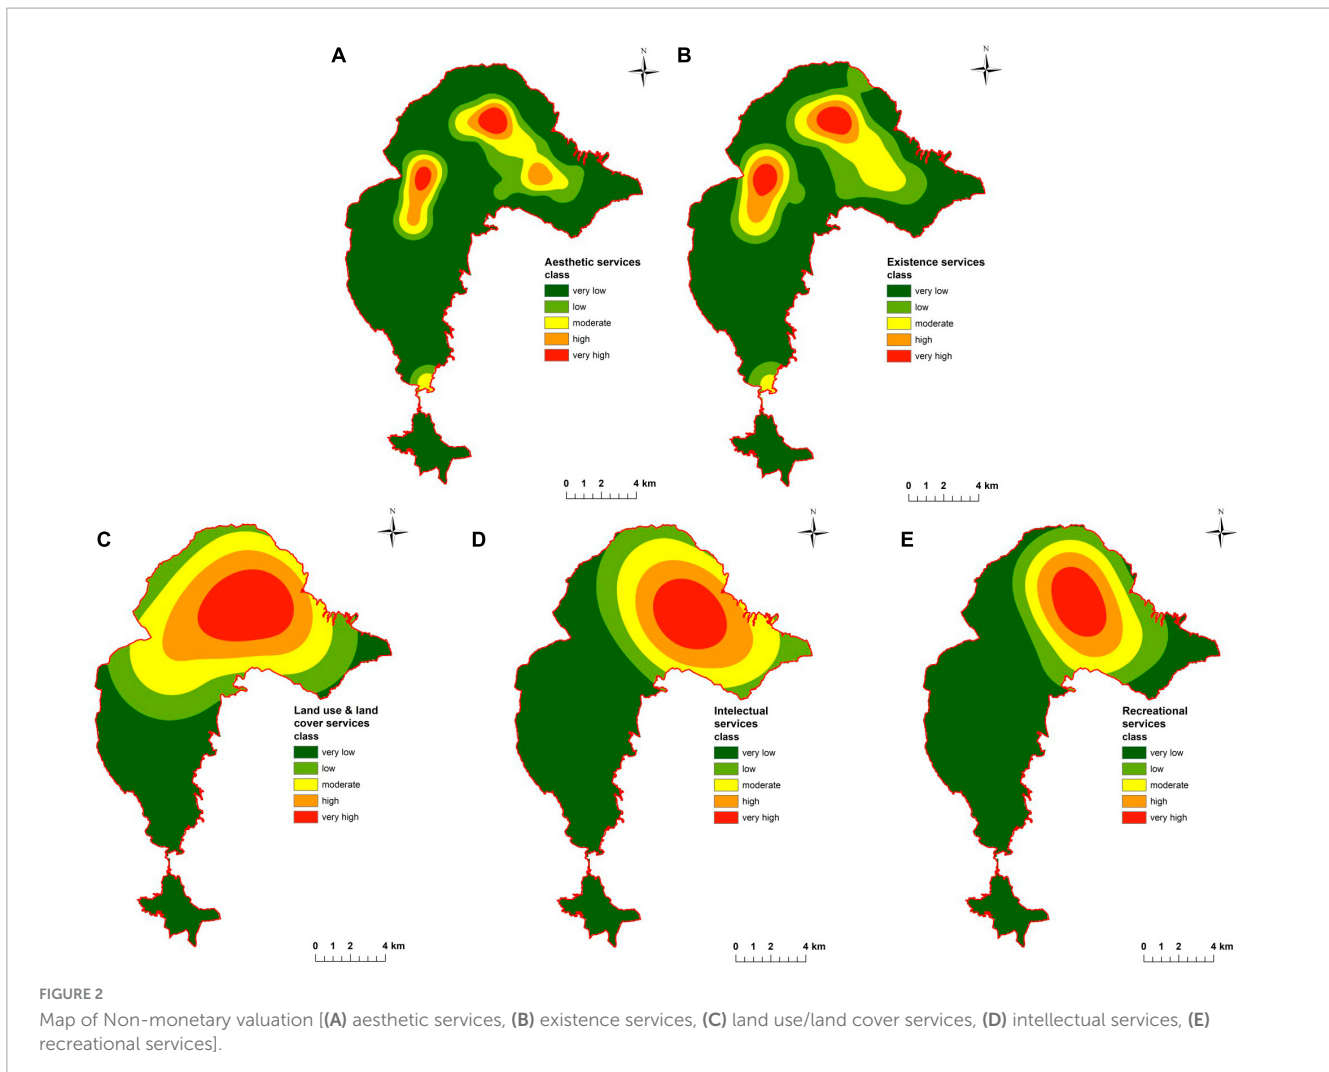 A
N
B
N
Aesthetic services
class
very low
low
moderate
high
very high
0 1 2 4 km
Existence services
class
very low
low
moderate
high
very high
0 1 2 4 km
C
N
D
N
E
N
Land use & land
cover services
class
very low
low
moderate
high
very high
0 1 2 4 km
Intelectual
services
class
very low
low
moderate
high
very high
0 1 2 4 km
Recreational
services
class
very low
low
moderate
high
very high
0 1 2 4 km
FIGURE 2
Map of Non-monetary valuation [(A) aesthetic services, (B) existence services, (C) land use/land cover services, (D) intellectual services, (E)
recreational services].